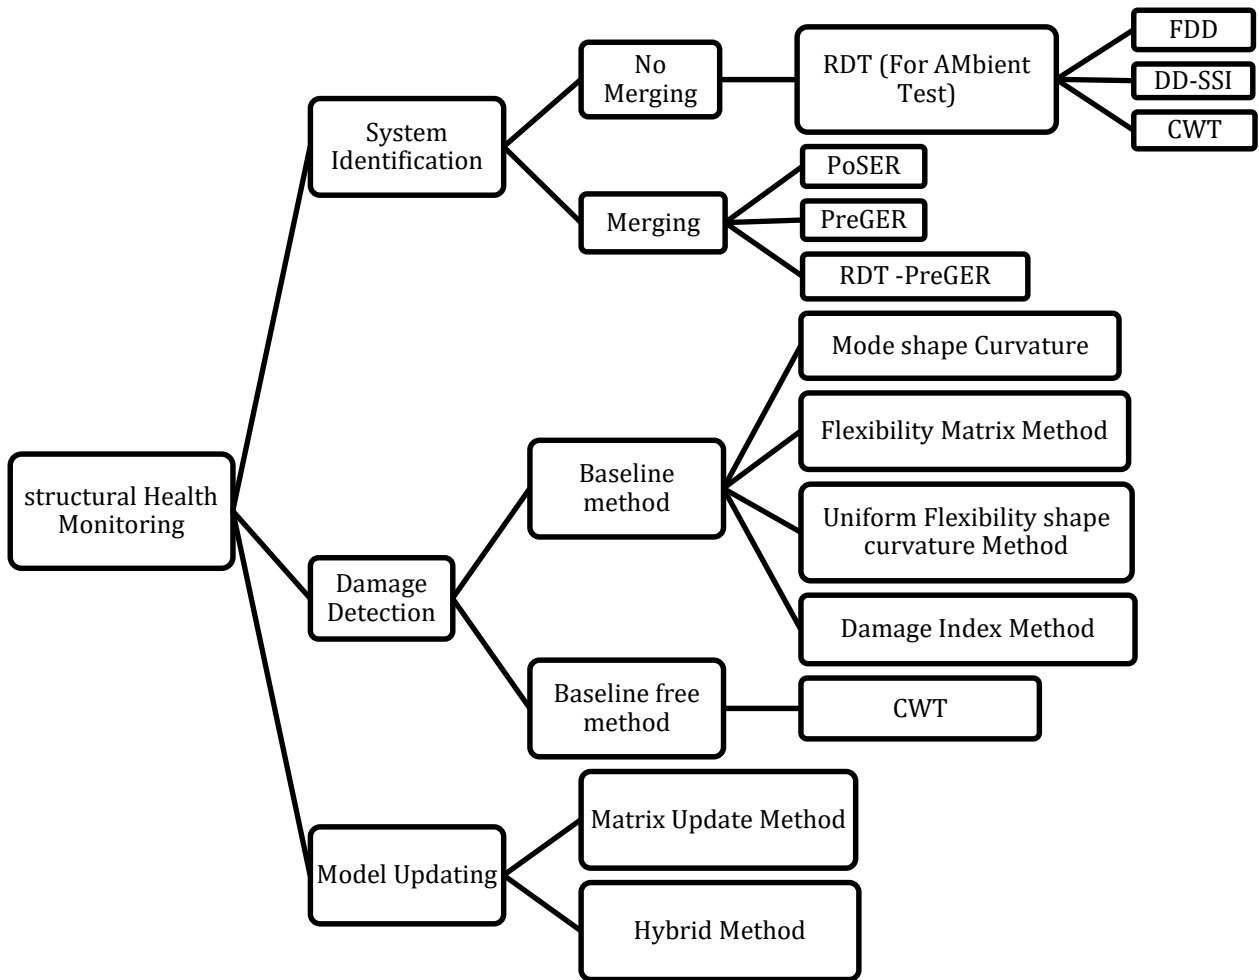 structural Health
Monitoring
System
Identification
No
Merging
RDT (For AMbient
Test)
FDD
DD-SSI
CWT
Merging
PoSER
PreGER
RDT -PreGER
Damage
Detection
Baseline
method
Mode shape Curvature
Flexibility Matrix Method
Uniform Flexibility shape
curvature Method
Damage Index Method
Baseline free
method
CWT
Model Updating
Matrix Update Method
Hybrid Method